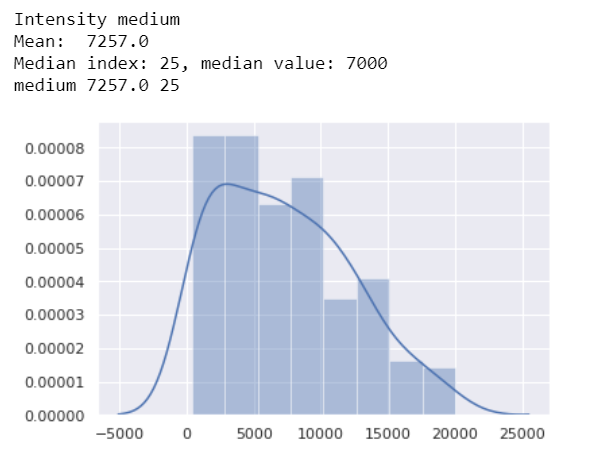 Intensity medium
Mean:  7257.0
Median index: 25, median value: 7000
medium 7257.0 25
0.00008
0.00007
0.00006
0.00005
0.00004
0.00003
0.00002
0.00001
0.00000
−5000 0 5000 10000 15000 20000 25000